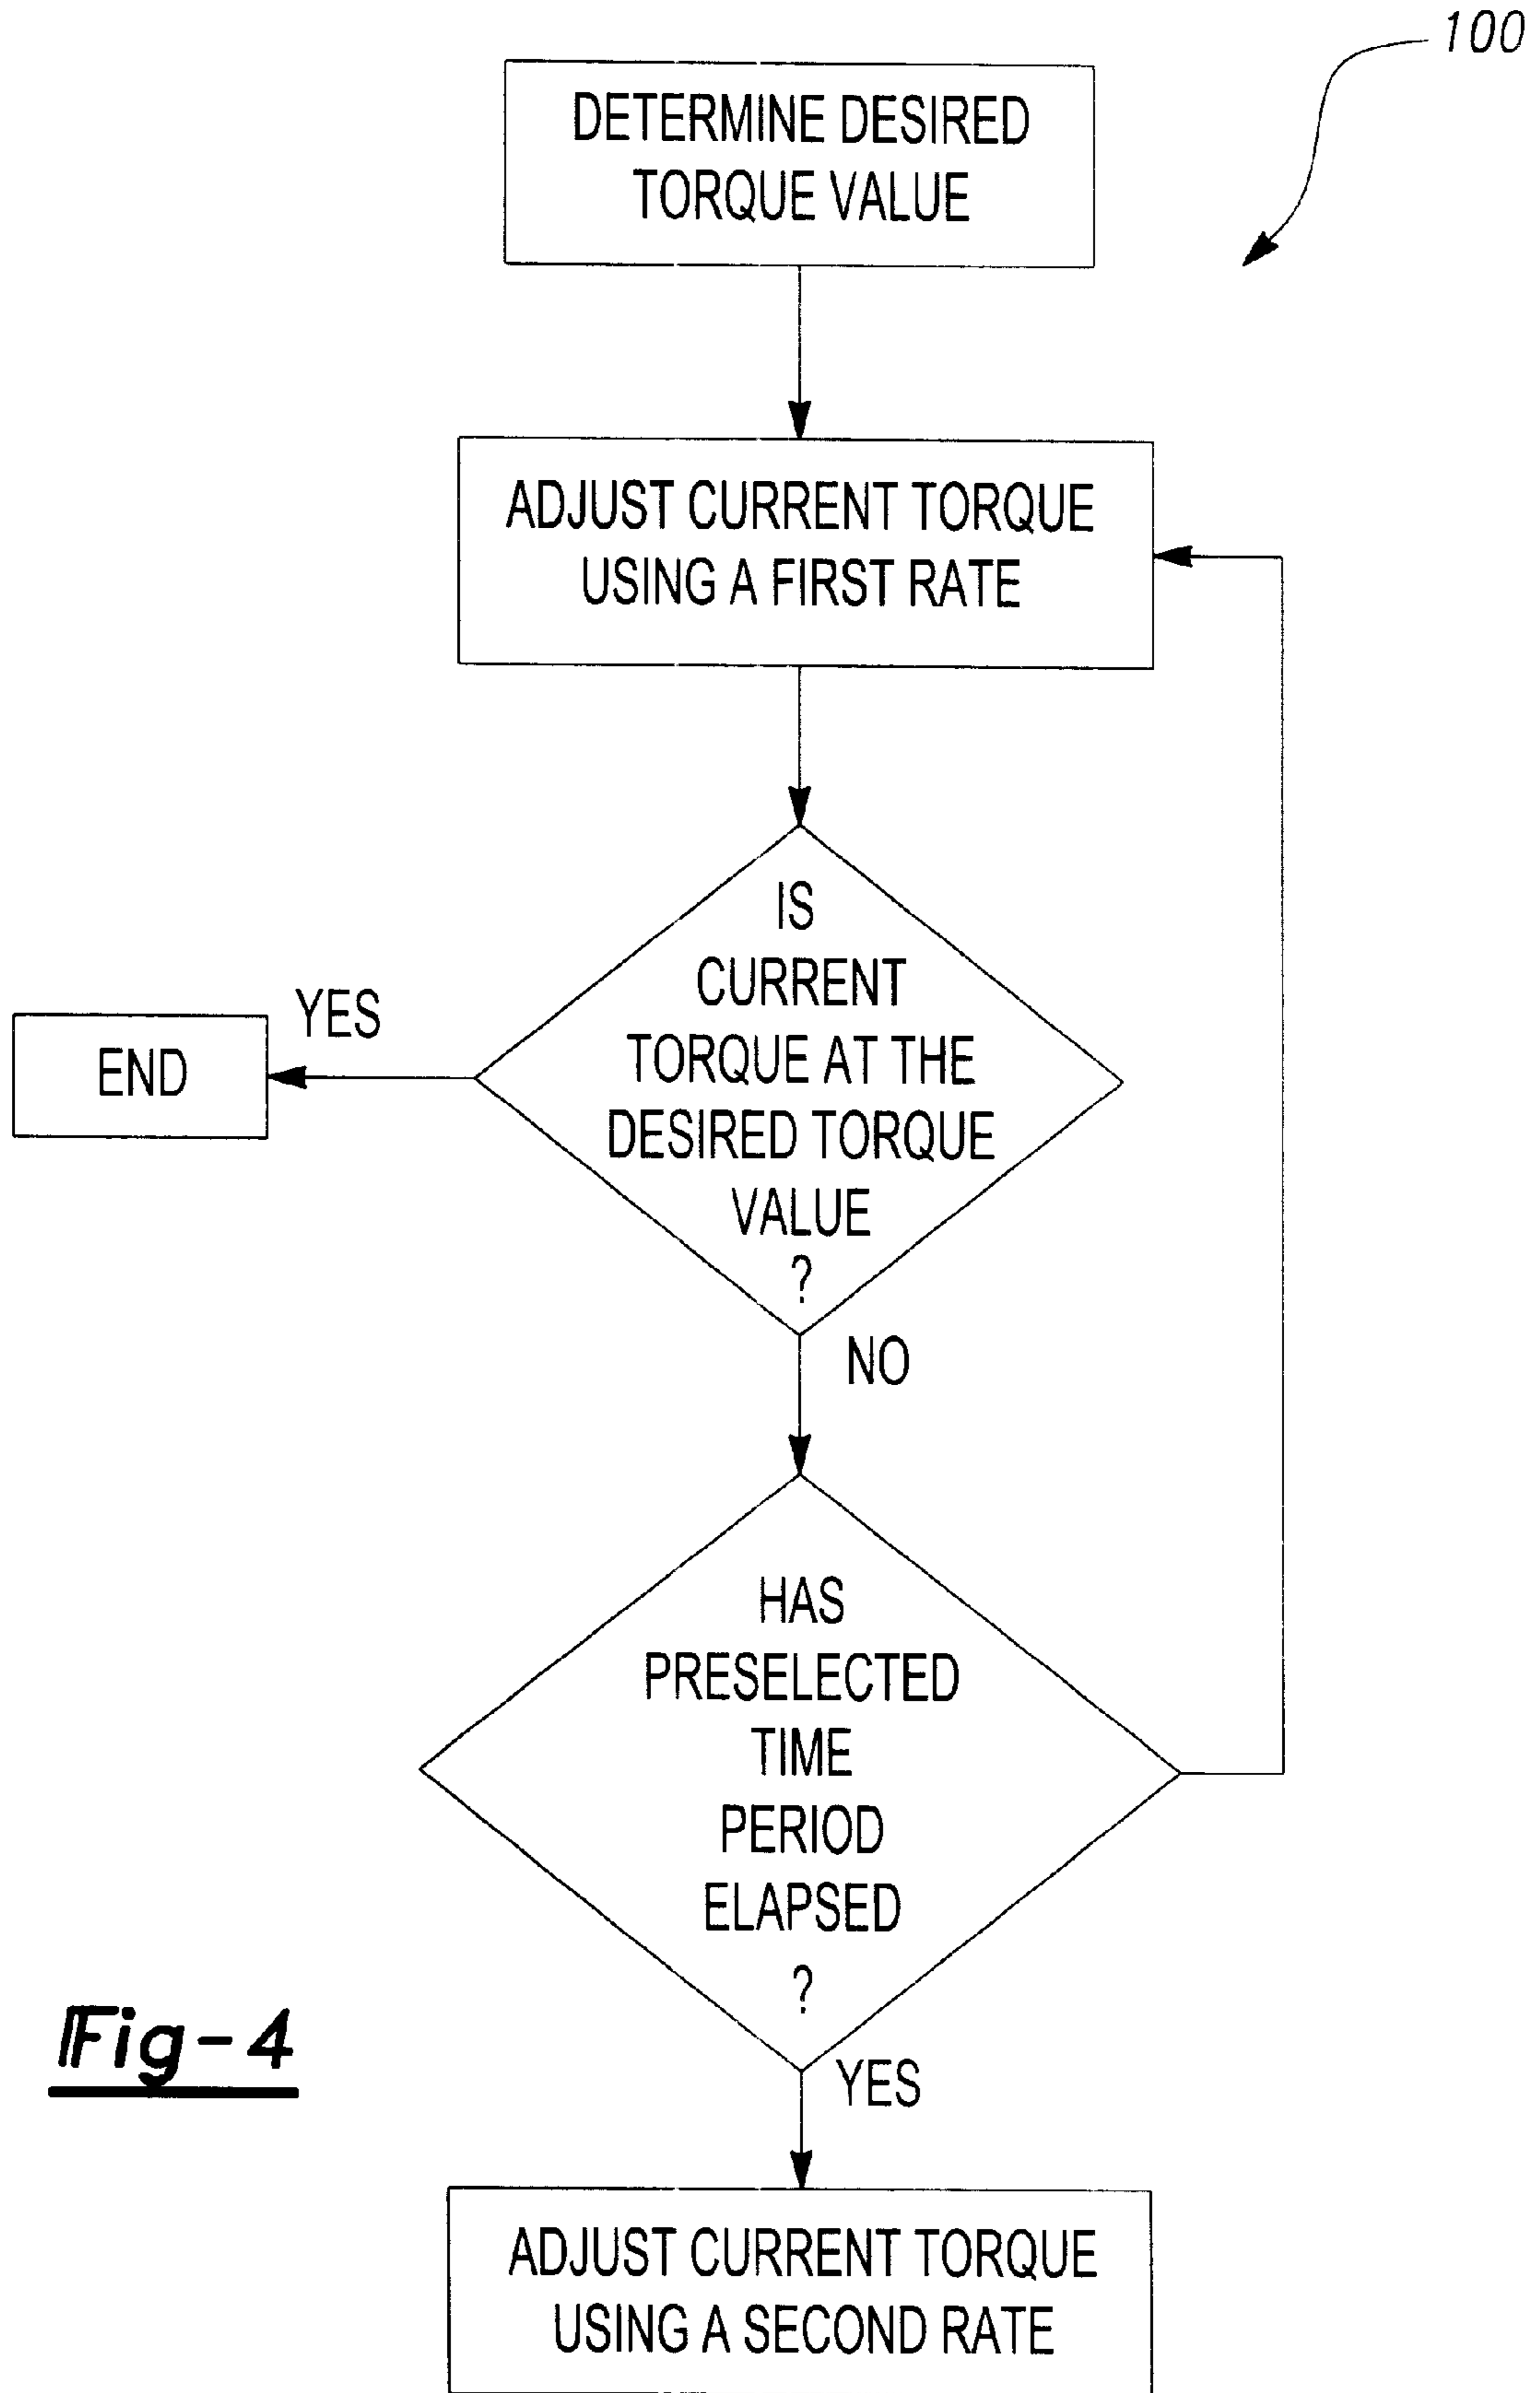 100
DETERMINE DESIRED
TORQUE VALUE
ADJUST CURRENT TORQUE
USING A FIRST RATE
IS
CURRENT
TORQUE AT THE
DESIRED TORQUE
VALUE
?
YES
END
NO
HAS
PRESELECTED
TIME
PERIOD
ELAPSED
?
YES
ADJUST CURRENT TORQUE
USING A SECOND RATE
Fig-4